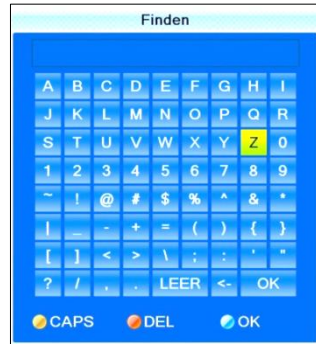 Finden
A B C D E F G H I
J K L M N O P Q R
S T U V W X Y Z 0
1 2 3 4 5 6 7 8 9
~ ! @ # $ % ^ & *
| _ - + = ( ) { }
[ ] < > \ ; : ' "
? / , . LEER <- OK
CAPS DEL OK